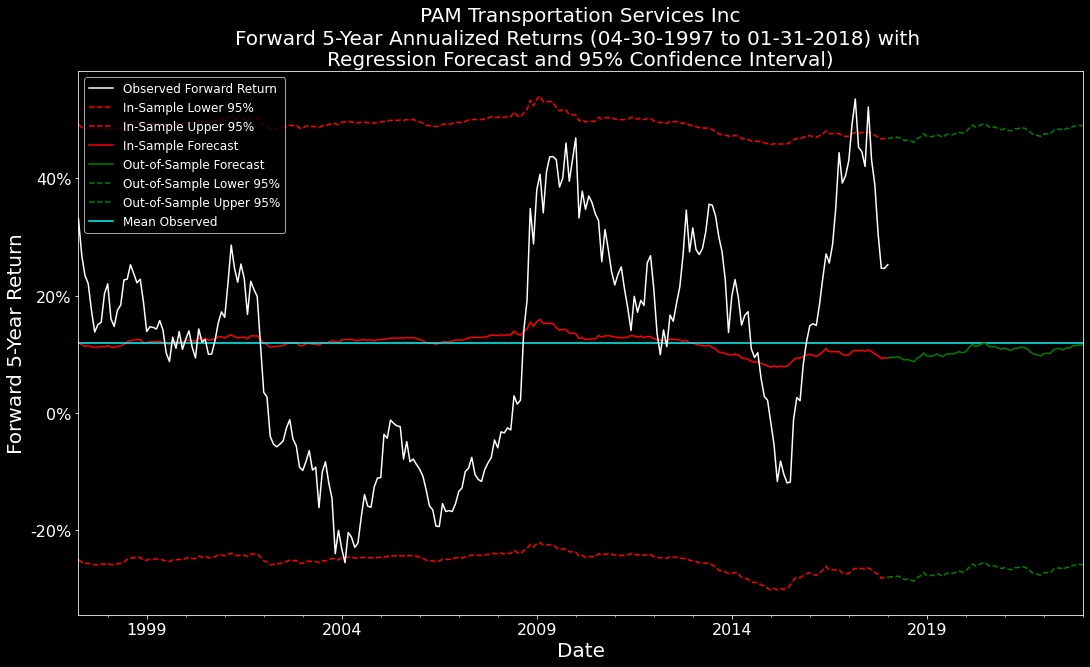 PAM Transportation Services Inc
Forward 5-Year Annualized Returns (04-30-1997 to 01-31-2018) with
Regression Forecast and 95% Confidence Interval)
Observed Forward Return
In-Sample Lower 95%
In-Sample Upper 95%
In-Sample Forecast
Out-of-Sample Forecast
Out-of-Sample Lower 95%
Out-of-Sample Upper 95%
Mean Observed
Forward 5-Year Return
40%
20%
0%
-20%
1999
2004
2009
2014
2019
Date